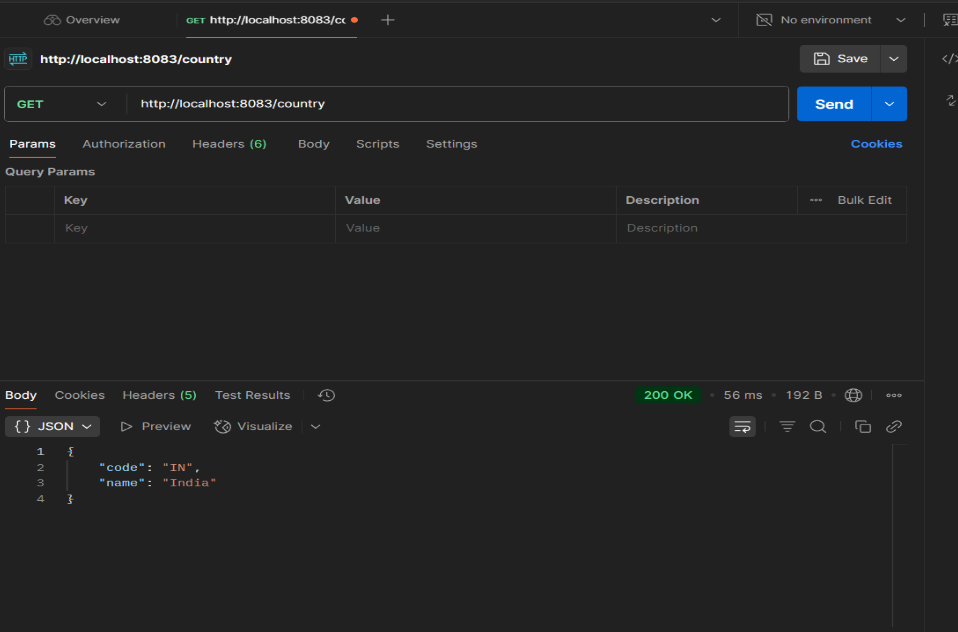 Overview
GET http://localhost:8083/cc
HTTP http://localhost:8083/country
No environment
Save
GET http://localhost:8083/country Send
Params Authorization Headers (6) Body Scripts Settings Cookies
Query Params
Key Value Description ••• Bulk Edit
Key Value Description
Body Cookies Headers (5) Test Results 200 OK • 56 ms • 192 B •
{} JSON Preview Visualize
1 {
2 "code": "IN",
3 "name": "India"
4 }